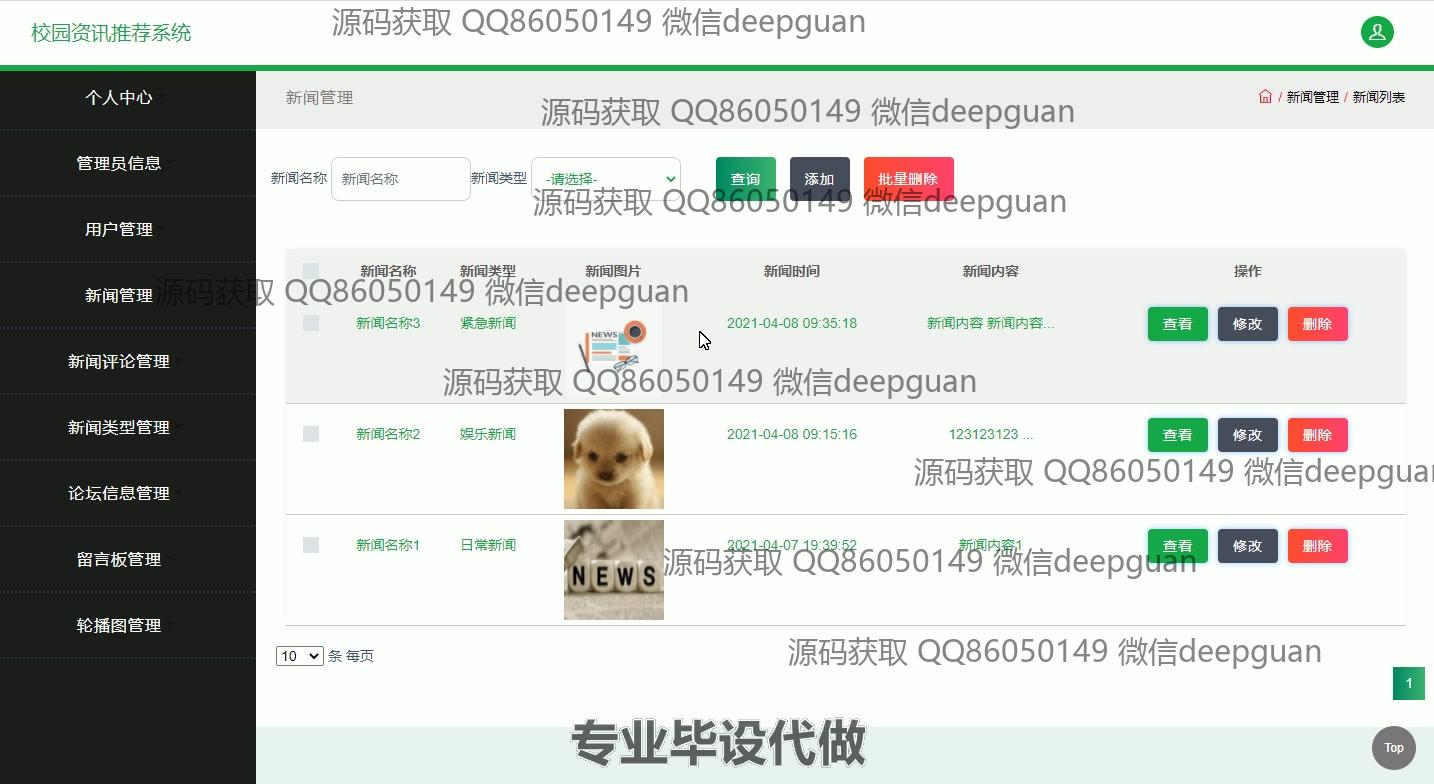 校园资讯推荐系统
源码获取 QQ86050149 微信deepguan
个人中心
管理员信息
用户管理
新闻管理
新闻评论管理
新闻类型管理
论坛信息管理
留言板管理
轮播图管理
新闻管理
源码获取 QQ86050149 微信deepguan
/ 新闻管理 / 新闻列表
新闻名称 新闻名称 新闻类型 -请选择- 查询 添加 批量删除
源码获取 QQ86050149 微信deepguan
新闻名称 新闻类型 新闻图片 新闻时间 新闻内容 操作
源码获取 QQ86050149 微信deepguan
新闻名称3 紧急新闻 NEWS 2021-04-08 09:35:18 新闻内容 新闻内容... 查看 修改 删除
源码获取 QQ86050149 微信deepguan
新闻名称2 娱乐新闻 2021-04-08 09:15:16 123123123 ... 查看 修改 删除
源码获取 QQ86050149 微信deepguan
新闻名称1 日常新闻 NEWS 2021-04-07 19:39:52 新闻内容1 查看 修改 删除
源码获取 QQ86050149 微信deepguan
10 条 每页
源码获取 QQ86050149 微信deepguan
1
专业毕设代做
Top